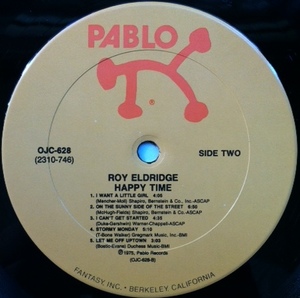 PABLO
OJC-628
(2310-746)
SIDE TWO
ROY ELDRIDGE
HAPPY TIME
1. I WANT A LITTLE GIRL 4:05
(Mencher-Moll) Shapiro, Bernstein & Co. Inc.-ASCAP
2. ON THE SUNNY SIDE OF THE STREET 6:50
(McHugh-Fields) Shapiro, Bernstein & Co.-ASCAP
3. I CAN'T GET STARTED 4:35
(Duke-Gershwin) Warner-Chappell-ASCAP
4. STORMY MONDAY 5:10
(T-Bone Walker) Gregmark Music, Inc.-BMI
5. LET ME OFF UPTOWN 3:03
(Bostic-Evans) Duchess Music-BMI
℗ 1975, Pablo Records
(OJC-628-B)
FANTASY, INC. • BERKELEY, CALIFORNIA